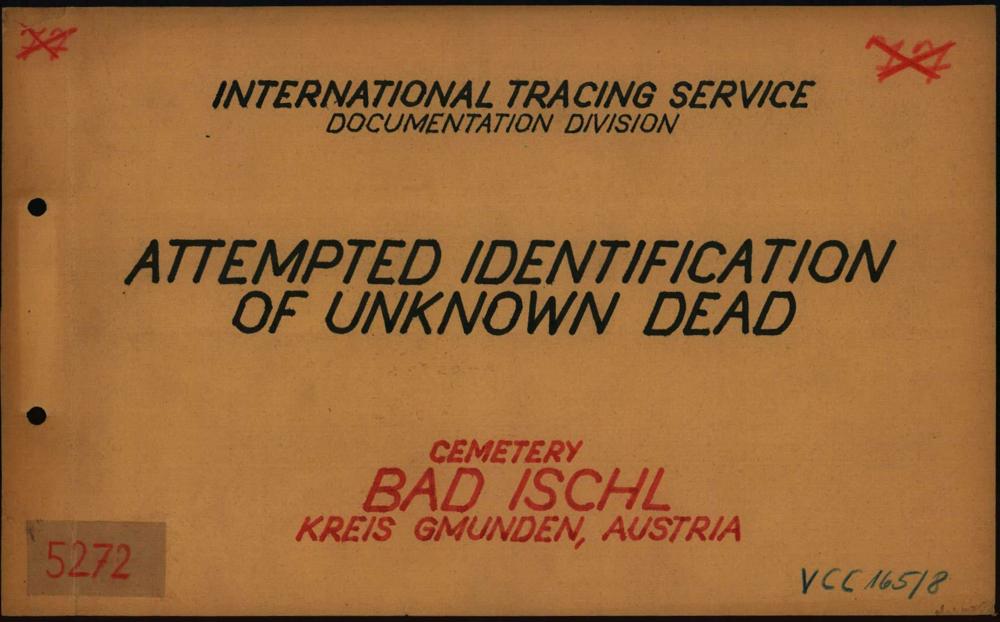 INTERNATIONAL TRACING SERVICE
DOCUMENTATION DIVISION
ATTEMPTED IDENTIFICATION
OF UNKNOWN DEAD
CEMETERY
BAD ISCHL
KREIS GMUNDEN, AUSTRIA
5272
VCC 165/8